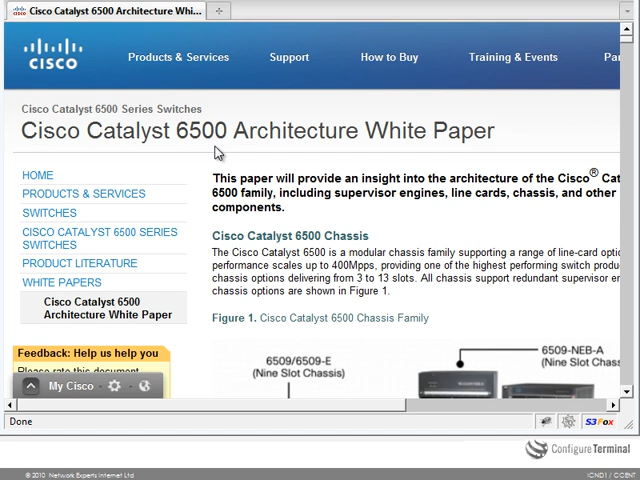 Cisco Catalyst 6500 Architecture Whi...
CISCO
Products & Services
Support
How to Buy
Training & Events
Par
Cisco Catalyst 6500 Series Switches
Cisco Catalyst 6500 Architecture White Paper
HOME
PRODUCTS & SERVICES
SWITCHES
CISCO CATALYST 6500 SERIES
SWITCHES
PRODUCT LITERATURE
WHITE PAPERS
Cisco Catalyst 6500
Architecture White Paper
Feedback: Help us help you
Please rate this document.
My Cisco
This paper will provide an insight into the architecture of the Cisco® Cat
6500 family, including supervisor engines, line cards, chassis, and other
components.
Cisco Catalyst 6500 Chassis
The Cisco Catalyst 6500 is a modular chassis family supporting a range of line-card optio
performance scales up to 400Mpps, providing one of the highest performing switch produ
chassis options delivering from 3 to 13 slots. All chassis support redundant supervisor en
chassis options are shown in Figure 1.
Figure 1. Cisco Catalyst 6500 Chassis Family
6509/6509-E
(Nine Slot Chassis)
6509-NEB-A
(Nine Slot Chas
Done
S3Fox
Configure Terminal
© 2010 Network Experts Internet Ltd
ICND1 / CCENT